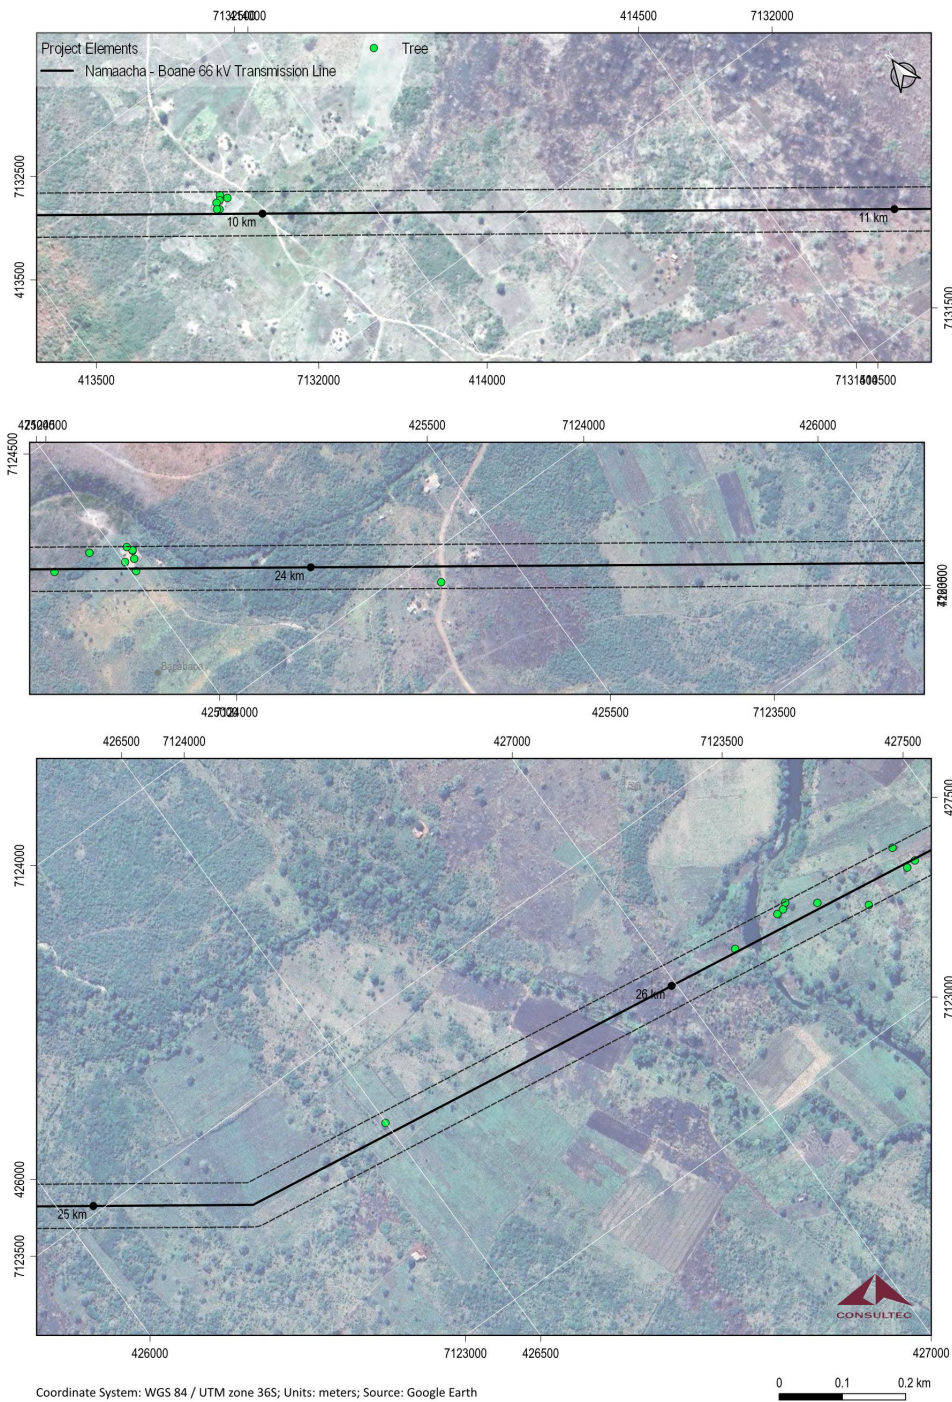 414500
7132000
Project Elements
Tree
Namaacha - Boane 66 kV Transmission Line
7132500
413500
10 km
11 km
7131500
413500
7132000
414000
7124500
425500
7124000
426000
24 km
425500
7123500
426500
7124000
427000
7123500
427500
427500
7124000
26 km
7123000
426000
25 km
7123500
CONSULTEC
426000
7123000
426500
427000
Coordinate System: WGS 84 / UTM zone 36S; Units: meters; Source: Google Earth
0 0.1 0.2 km